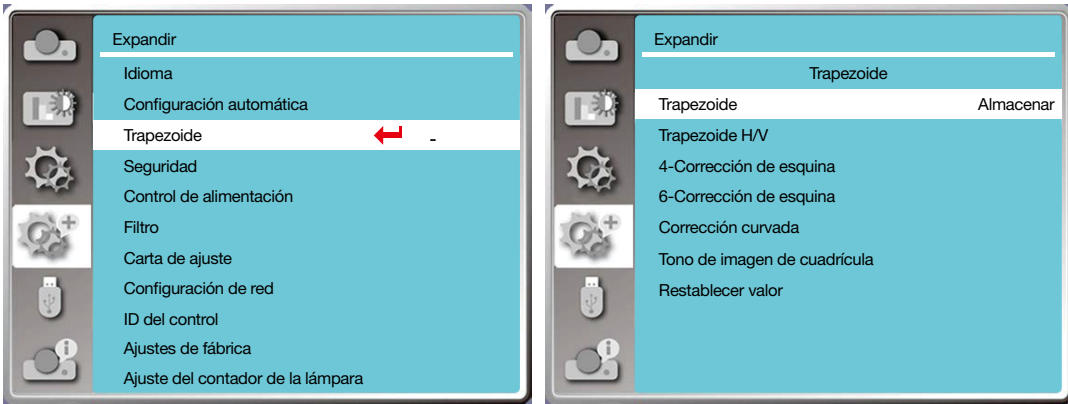 Expandir
Idioma
Configuración automática
Trapezoide -
Seguridad
Control de alimentación
Filtro
Carta de ajuste
Configuración de red
ID del control
Ajustes de fábrica
Ajuste del contador de la lámpara
Expandir
Trapezoide
Trapezoide Almacenar
Trapezoide H/V
4-Corrección de esquina
6-Corrección de esquina
Corrección curvada
Tono de imagen de cuadrícula
Restablecer valor